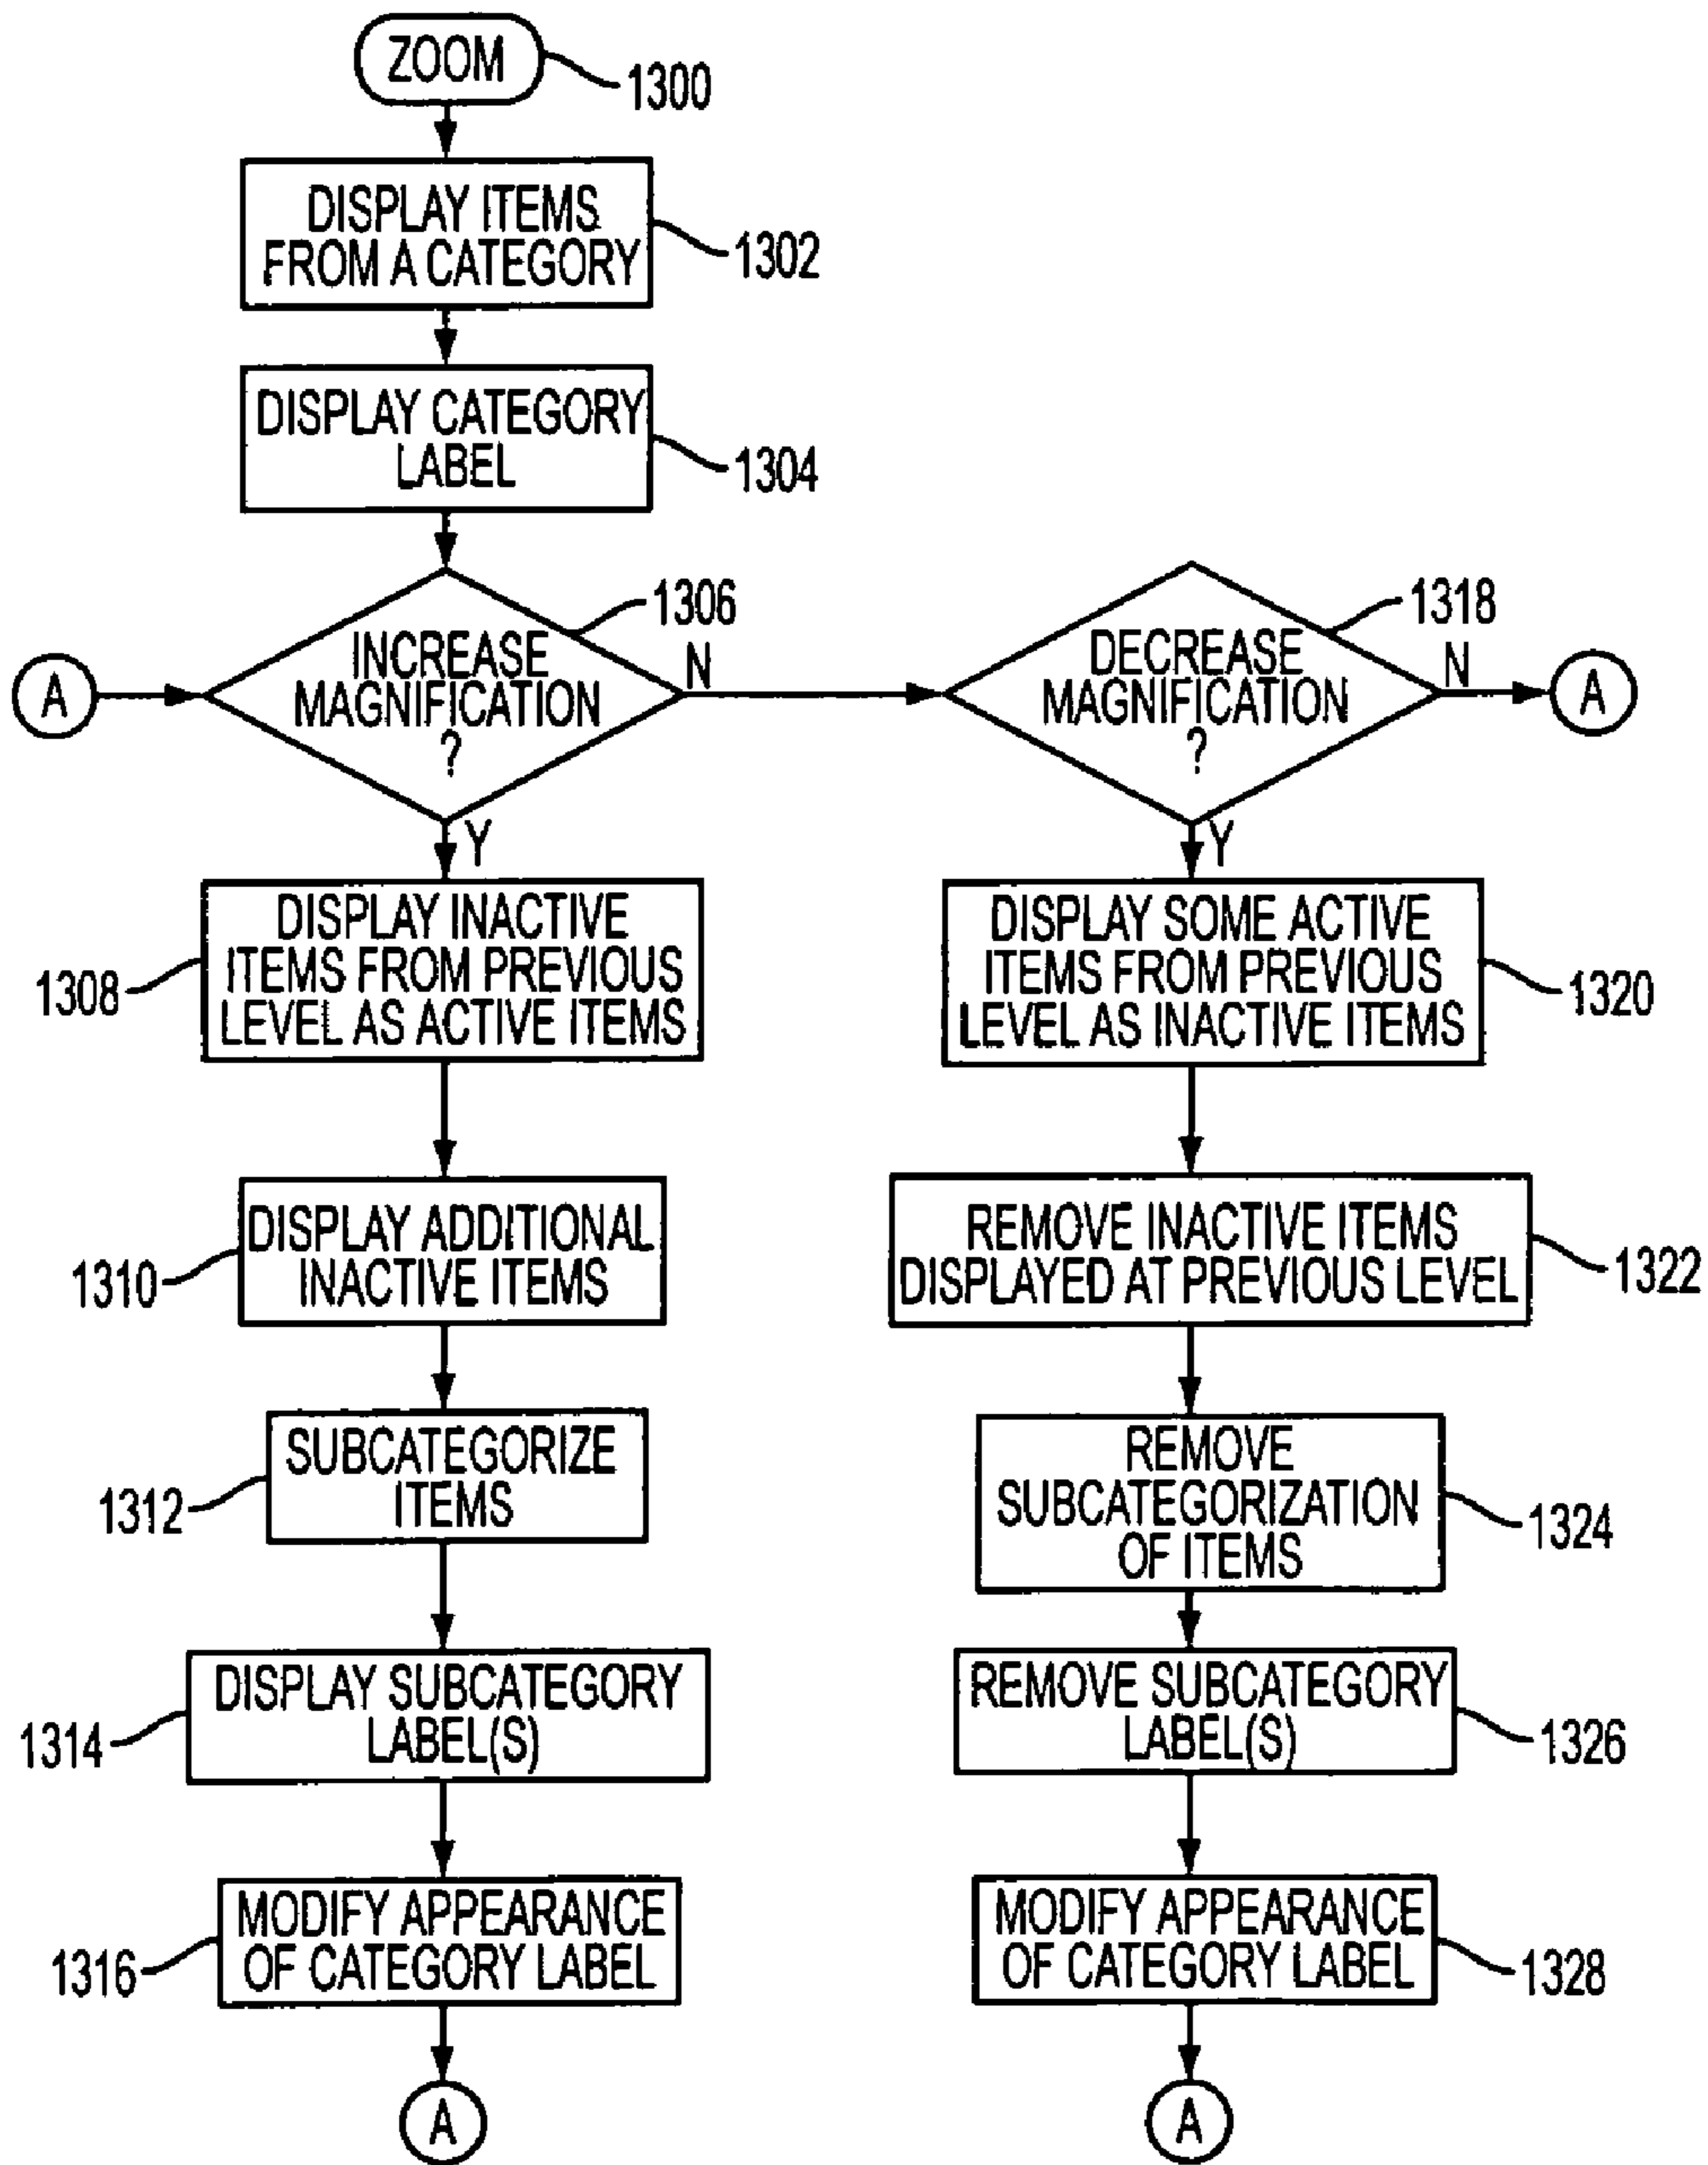 ZOOM
1300
DISPLAY ITEMS
FROM A CATEGORY
1302
DISPLAY CATEGORY
LABEL
1304
A
INCREASE
MAGNIFICATION
?
1306
N
Y
DECREASE
MAGNIFICATION
?
1318
N
A
Y
DISPLAY INACTIVE
ITEMS FROM PREVIOUS
LEVEL AS ACTIVE ITEMS
1308
DISPLAY ADDITIONAL
INACTIVE ITEMS
1310
SUBCATEGORIZE
ITEMS
1312
DISPLAY SUBCATEGORY
LABEL(S)
1314
MODIFY APPEARANCE
OF CATEGORY LABEL
1316
A
DISPLAY SOME ACTIVE
ITEMS FROM PREVIOUS
LEVEL AS INACTIVE ITEMS
1320
REMOVE INACTIVE ITEMS
DISPLAYED AT PREVIOUS LEVEL
1322
REMOVE
SUBCATEGORIZATION
OF ITEMS
1324
REMOVE SUBCATEGORY
LABEL(S)
1326
MODIFY APPEARANCE
OF CATEGORY LABEL
1328
A